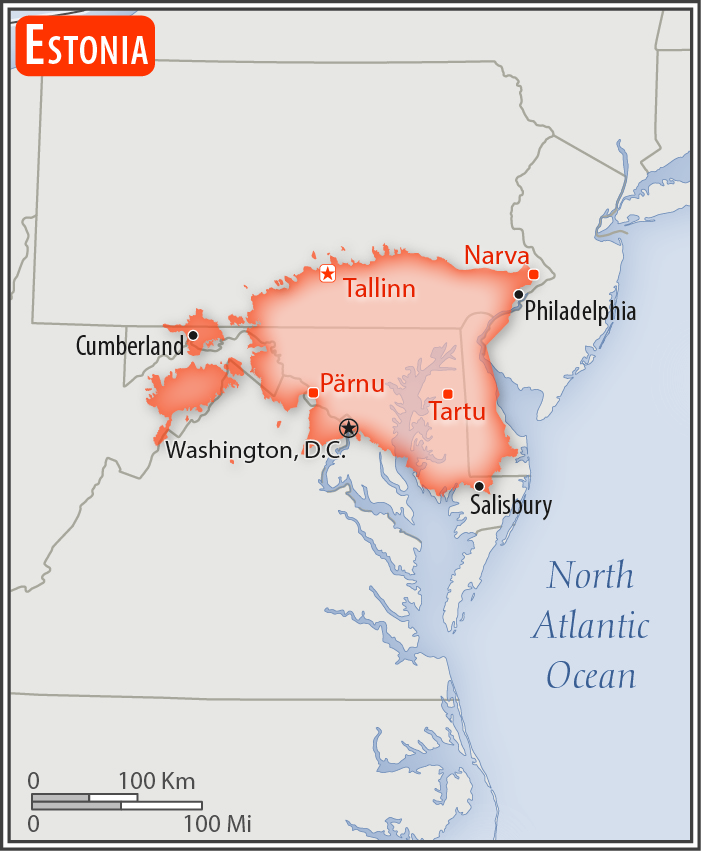 ESTONIA
Narva
Tallinn
Philadelphia
Cumberland
Pärnu
Tartu
Washington, D.C.
Salisbury
North
Atlantic
Ocean
0 100 Km
0 100 Mi